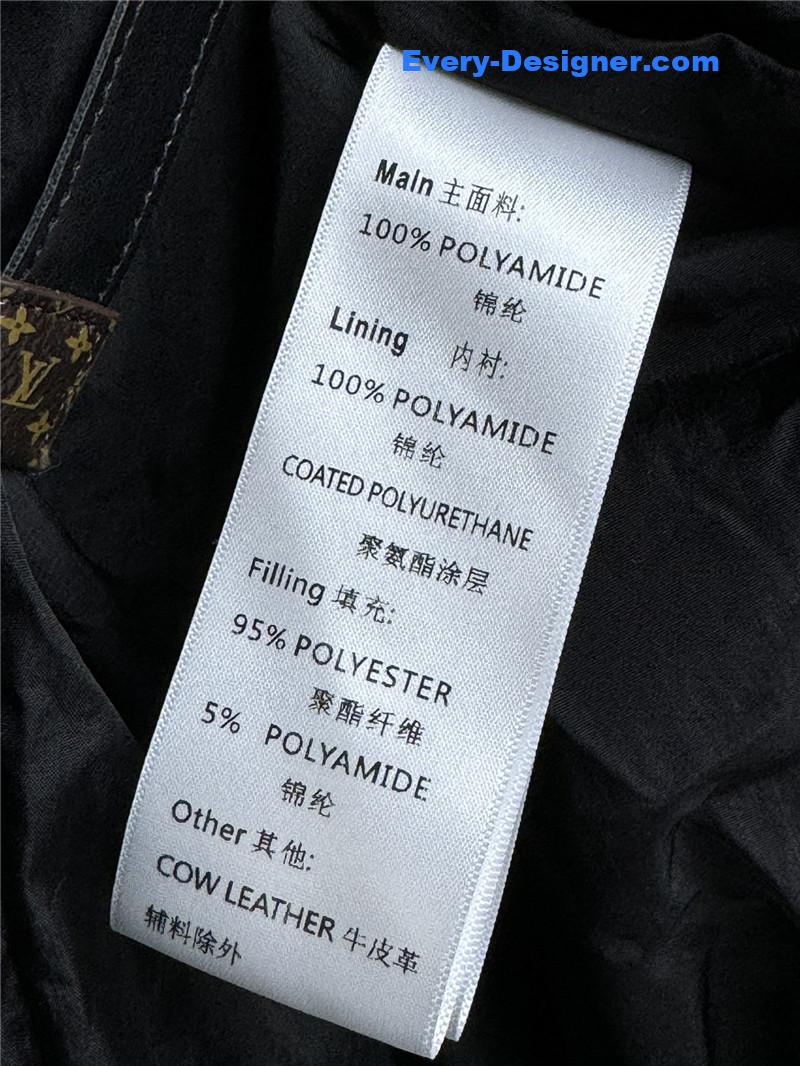 Every-Designer.com
Main 主面料:
100% POLYAMIDE
锦纶
Lining 内衬:
100% POLYAMIDE
锦纶
COATED POLYURETHANE
聚氨酯涂层
Filling 填充:
95% POLYESTER
聚酯纤维
5% POLYAMIDE
锦纶
Other 其他:
COW LEATHER 牛皮革
辅料除外
LV